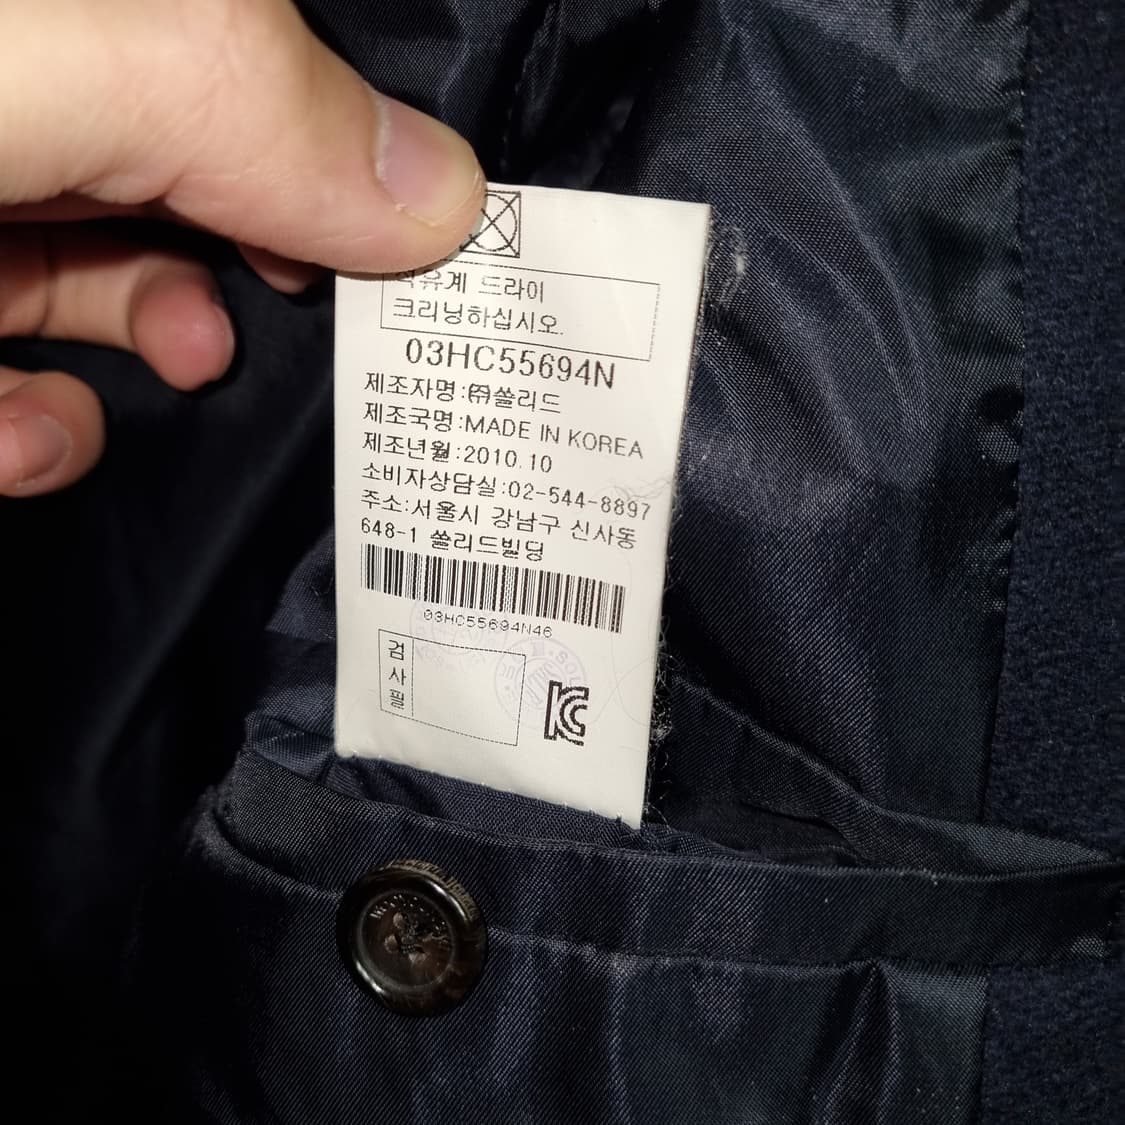 석유계 드라이
크리닝하십시오.
03HC55694N
제조자명:㈜쏠리드
제조국명:MADE IN KOREA
제조년월:2010.10
소비자상담실:02-544-8897
주소:서울시 강남구 신사동
648-1 쏠리드빌딩
03HC55694N46
검
사
필